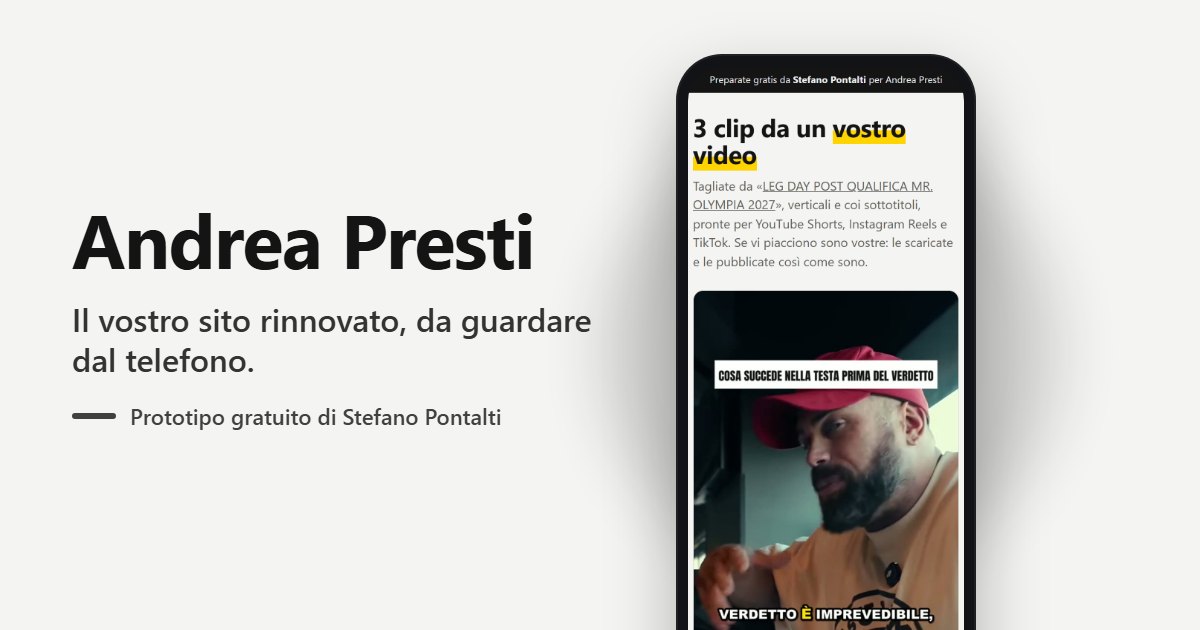 Andrea Presti
Il vostro sito rinnovato, da guardare
dal telefono.
Prototipo gratuito di Stefano Pontalti
Preparate gratis da Stefano Pontalti per Andrea Presti
3 clip da un vostro
video
Tagliate da «LEG DAY POST QUALIFICA MR.
OLYMPIA 2027», verticali e coi sottotitoli,
pronte per YouTube Shorts, Instagram Reels e
TikTok. Se vi piacciono sono vostre: le scaricate
e le pubblicate così come sono.
COSA SUCCEDE NELLA TESTA PRIMA DEL VERDETTO
VERDETTO È IMPREVEDIBILE,